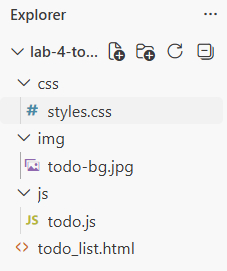 Explorer
lab-4-to...
css
# styles.css
img
todo-bg.jpg
js
JS todo.js
<> todo_list.html